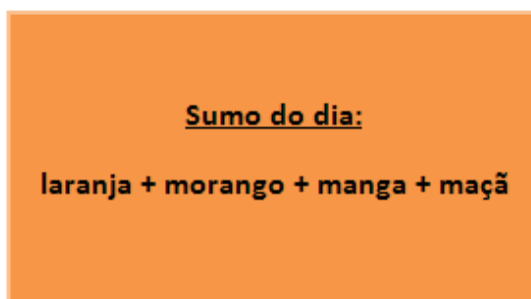 Sumo do dia:
laranja + morango + manga + maçã